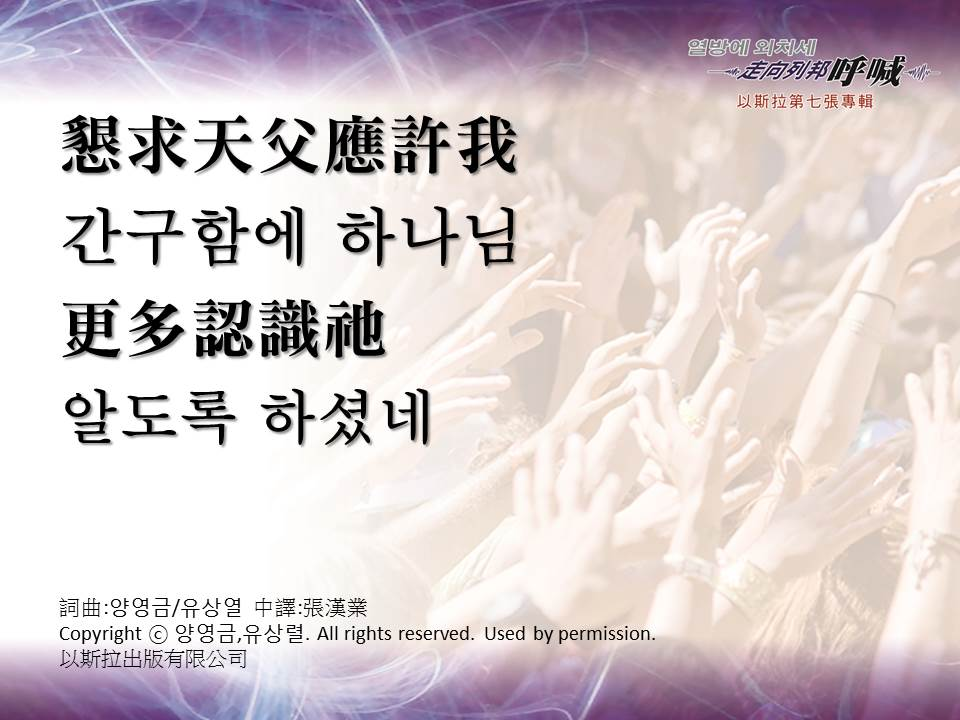 열방에 외치세
走向列邦呼喊
以斯拉第七張專輯
懇求天父應許我
간구함에 하나님
更多認識祂
알도록 하셨네
詞曲:양영금/유상열 中譯:張漢業
Copyright ⓒ 양영금,유상렬. All rights reserved. Used by permission.
以斯拉出版有限公司